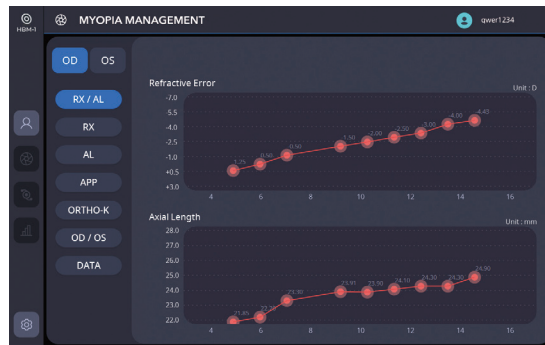 HBM-1
MYOPIA MANAGEMENT
qwer1234
OD OS
RX / AL
RX
AL
APP
ORTHO-K
OD / OS
DATA
Refractive Error
Unit : D
-7.0
5.5
-4.0
-2.5
-1.0
+0.5
+3.0
1.25
0.50
0.50
1.50
2.00
2.50
3.00
-4.00
-4.45
4 6 8 10 12 14 16
Axial Length
Unit : mm
28.0
27.0
26.0
25.0
24.0
23.0
22.0
21.85
23.30
23.95
23.90
24.10
24.30
24.30
24.90
4 6 8 10 12 14 16